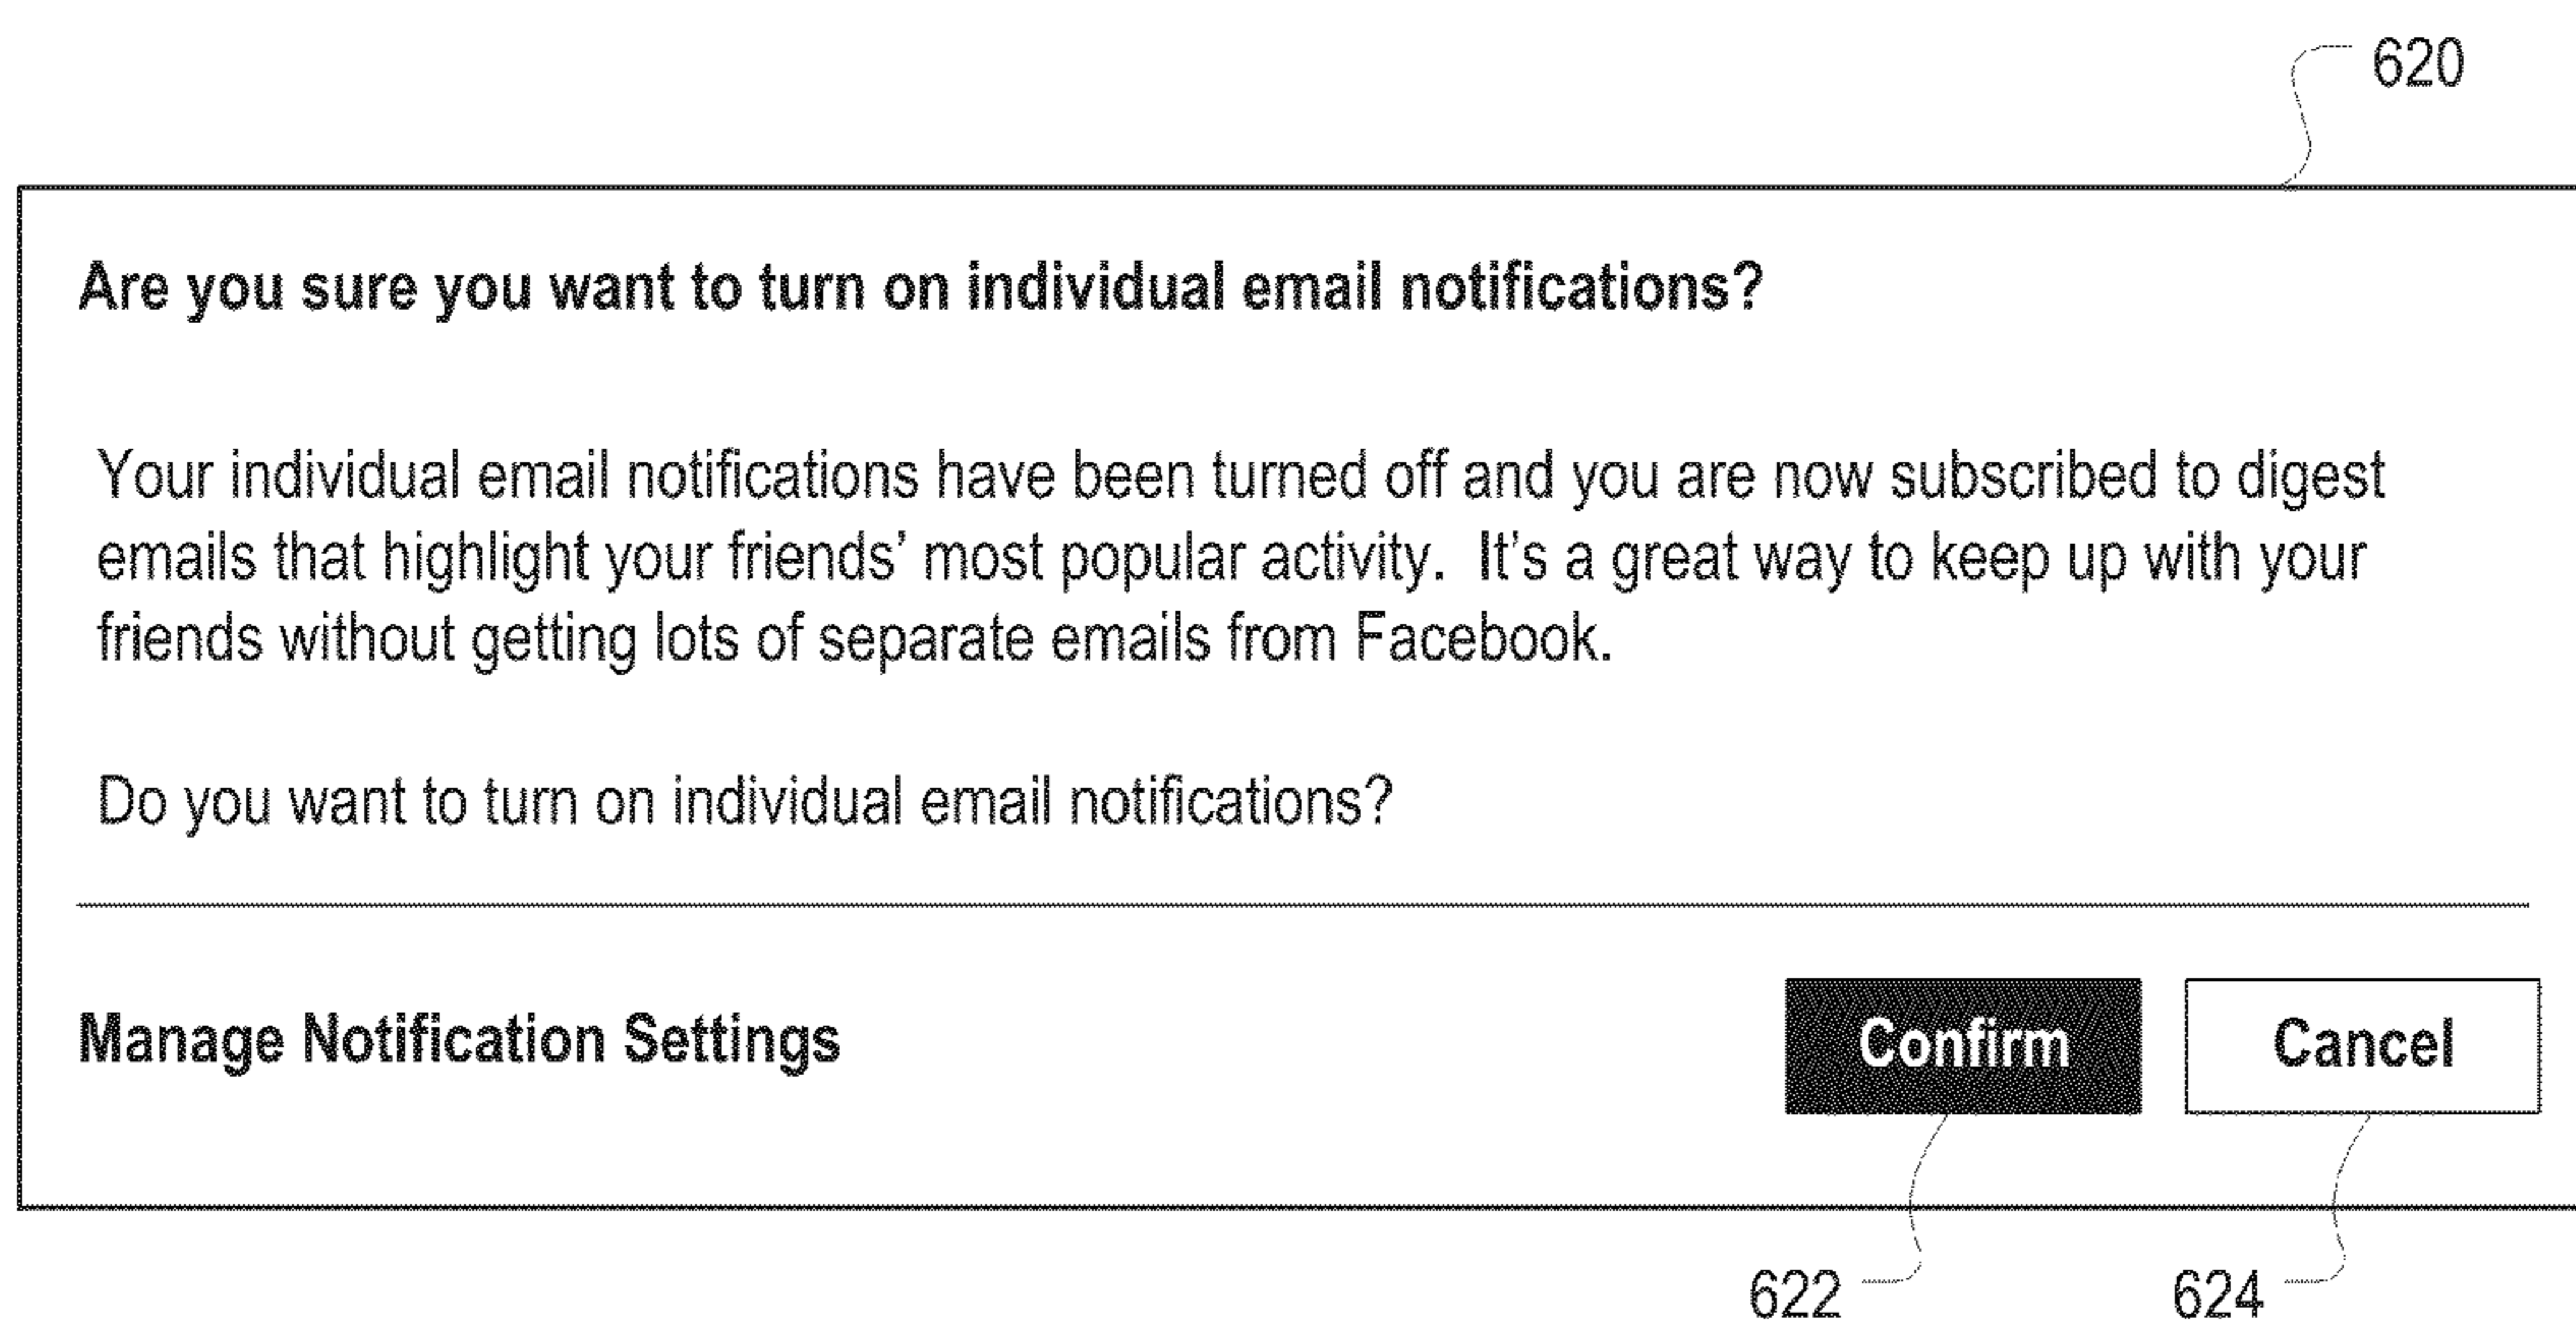 620
Are you sure you want to turn on individual email notifications?
Your individual email notifications have been turned off and you are now subscribed to digest
emails that highlight your friends’ most popular activity.  It’s a great way to keep up with your
friends without getting lots of separate emails from Facebook.
Do you want to turn on individual email notifications?
Manage Notification Settings
Confirm
Cancel
622
624